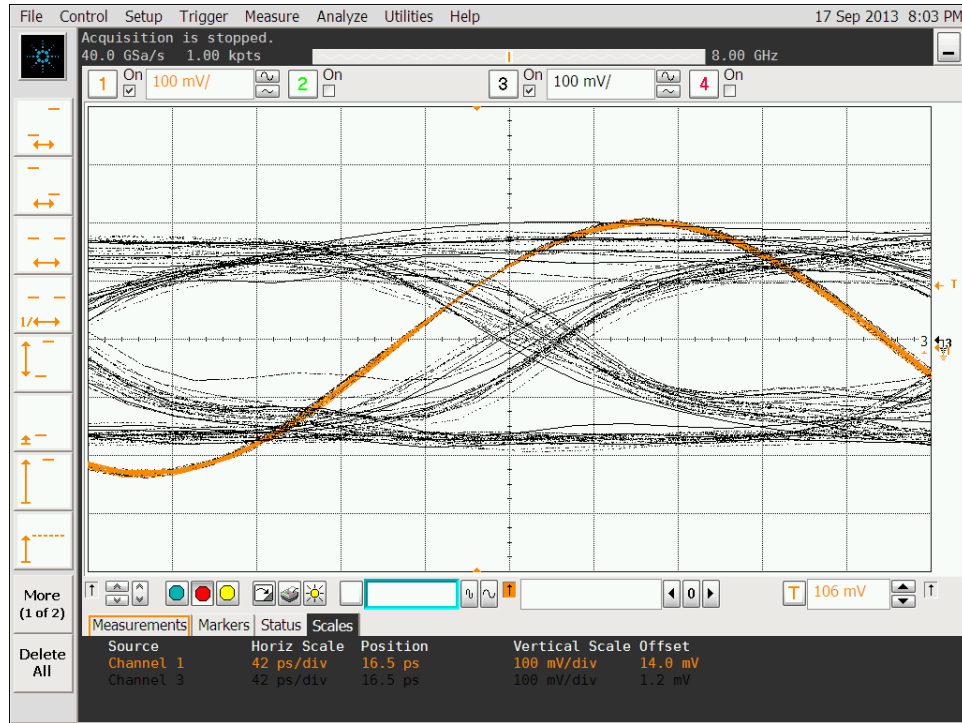 File Control Setup Trigger Measure Analyze Utilities Help 17 Sep 2013 8:03 PM
Acquisition is stopped.
40.0 GSa/s 1.00 kpts 8.00 GHz
1 On 100 mV/ 2 On 3 On 100 mV/ 4 On
T
3 3
1/
More
(1 of 2)
Delete
All
0 T 106 mV
Measurements Markers Status Scales
Source Horiz Scale Position Vertical Scale Offset
Channel 1 42 ps/div 16.5 ps 100 mV/div 14.0 mV
Channel 3 42 ps/div 16.5 ps 100 mV/div 1.2 mV